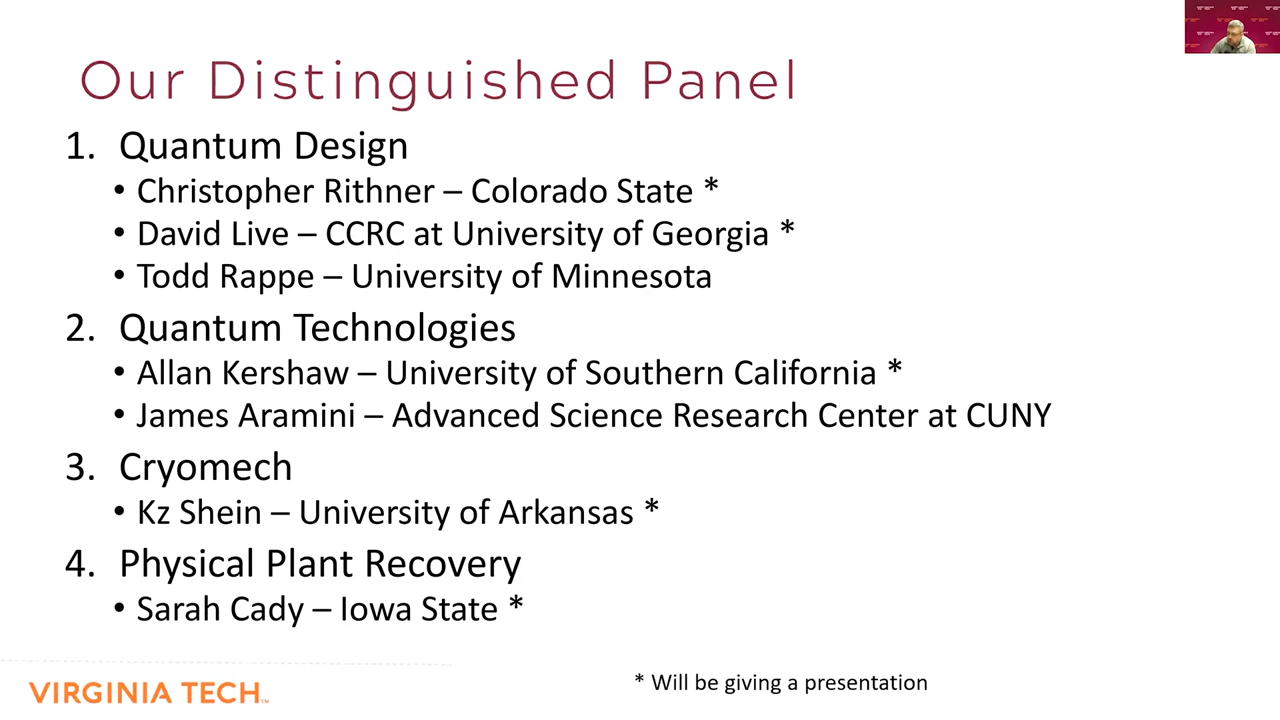 Our Distinguished Panel
1. Quantum Design
• Christopher Rithner – Colorado State *
• David Live – CCRC at University of Georgia *
• Todd Rappe – University of Minnesota
2. Quantum Technologies
• Allan Kershaw – University of Southern California *
• James Aramini – Advanced Science Research Center at CUNY
3. Cryomech
• Kz Shein – University of Arkansas *
4. Physical Plant Recovery
• Sarah Cady – Iowa State *
* Will be giving a presentation
VIRGINIA TECH™